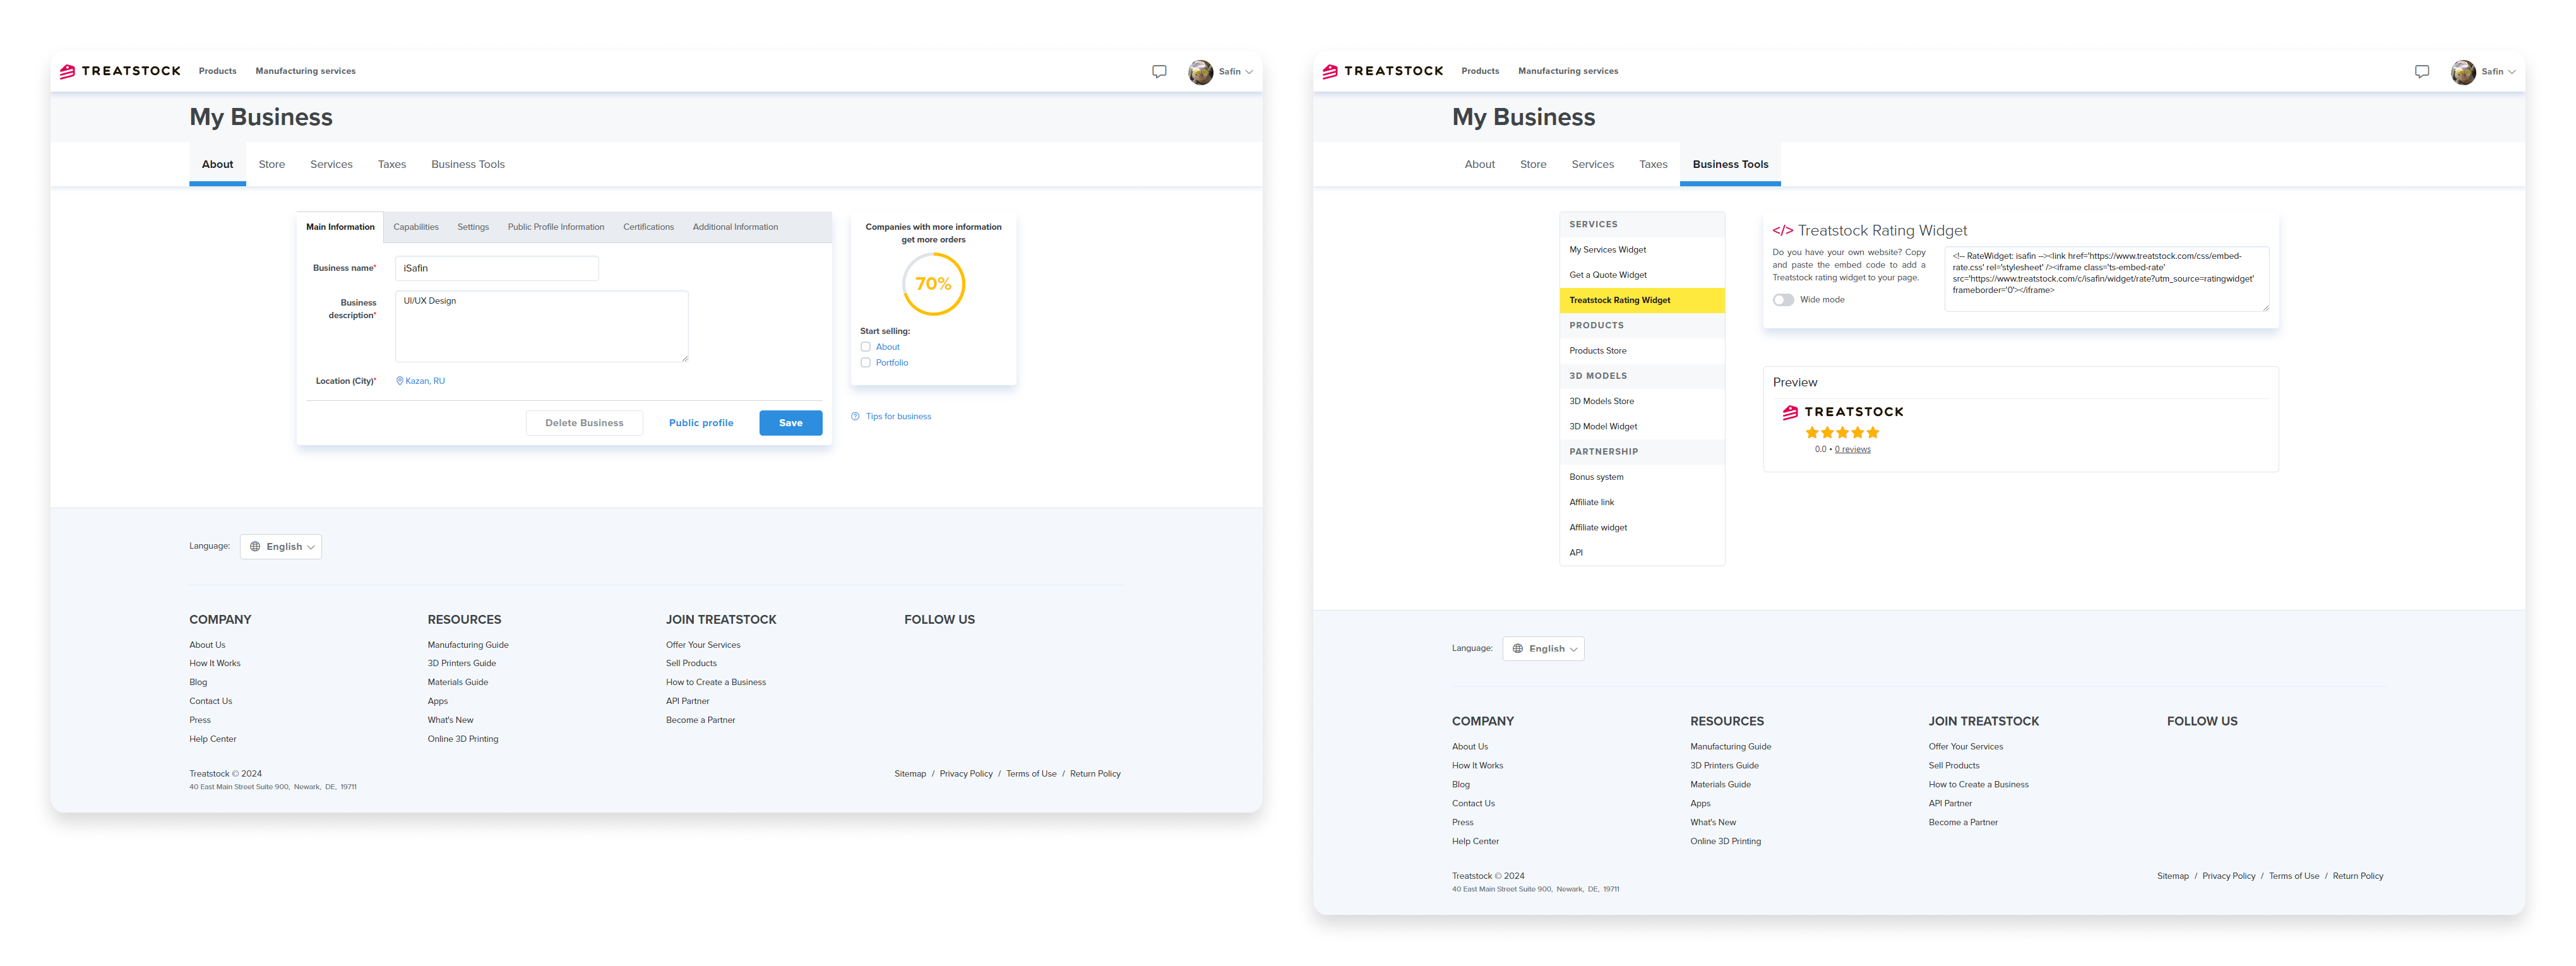 TREATSTOCK Products Manufacturing services Safin
My Business
About Store Services Taxes Business Tools
Main Information Capabilities Settings Public Profile Information Certifications Additional Information
Business name* iSafin
Business description* UI/UX Design
Location (City)* Kazan, RU
Delete Business Public profile Save
Companies with more information
get more orders
70%
Start selling:
About
Portfolio
Tips for business
Language: English
COMPANY
About Us
How It Works
Blog
Contact Us
Press
Help Center
RESOURCES
Manufacturing Guide
3D Printers Guide
Materials Guide
Apps
What's New
Online 3D Printing
JOIN TREATSTOCK
Offer Your Services
Sell Products
How to Create a Business
API Partner
Become a Partner
FOLLOW US
Treatstock © 2024
40 East Main Street Suite 900, Newark, DE, 19711
Sitemap / Privacy Policy / Terms of Use / Return Policy
TREATSTOCK Products Manufacturing services Safin
My Business
About Store Services Taxes Business Tools
SERVICES
My Services Widget
Get a Quote Widget
Treatstock Rating Widget
PRODUCTS
Products Store
3D MODELS
3D Models Store
3D Model Widget
PARTNERSHIP
Bonus system
Affiliate link
Affiliate widget
API
</> Treatstock Rating Widget
Do you have your own website? Copy
and paste the embed code to add a
Treatstock rating widget to your page.
Wide mode
<!-- RateWidget: isafin --><link href='https://www.treatstock.com/css/embed-
rate.css' rel='stylesheet' /><iframe class='ts-embed-rate'
src='https://www.treatstock.com/c/isafin/widget/rate?utm_source=ratingwidget'
frameborder='0'></iframe>
Preview
TREATSTOCK
0.0 • 0 reviews
Language: English
COMPANY
About Us
How It Works
Blog
Contact Us
Press
Help Center
RESOURCES
Manufacturing Guide
3D Printers Guide
Materials Guide
Apps
What's New
Online 3D Printing
JOIN TREATSTOCK
Offer Your Services
Sell Products
How to Create a Business
API Partner
Become a Partner
FOLLOW US
Treatstock © 2024
40 East Main Street Suite 900, Newark, DE, 19711
Sitemap / Privacy Policy / Terms of Use / Return Policy